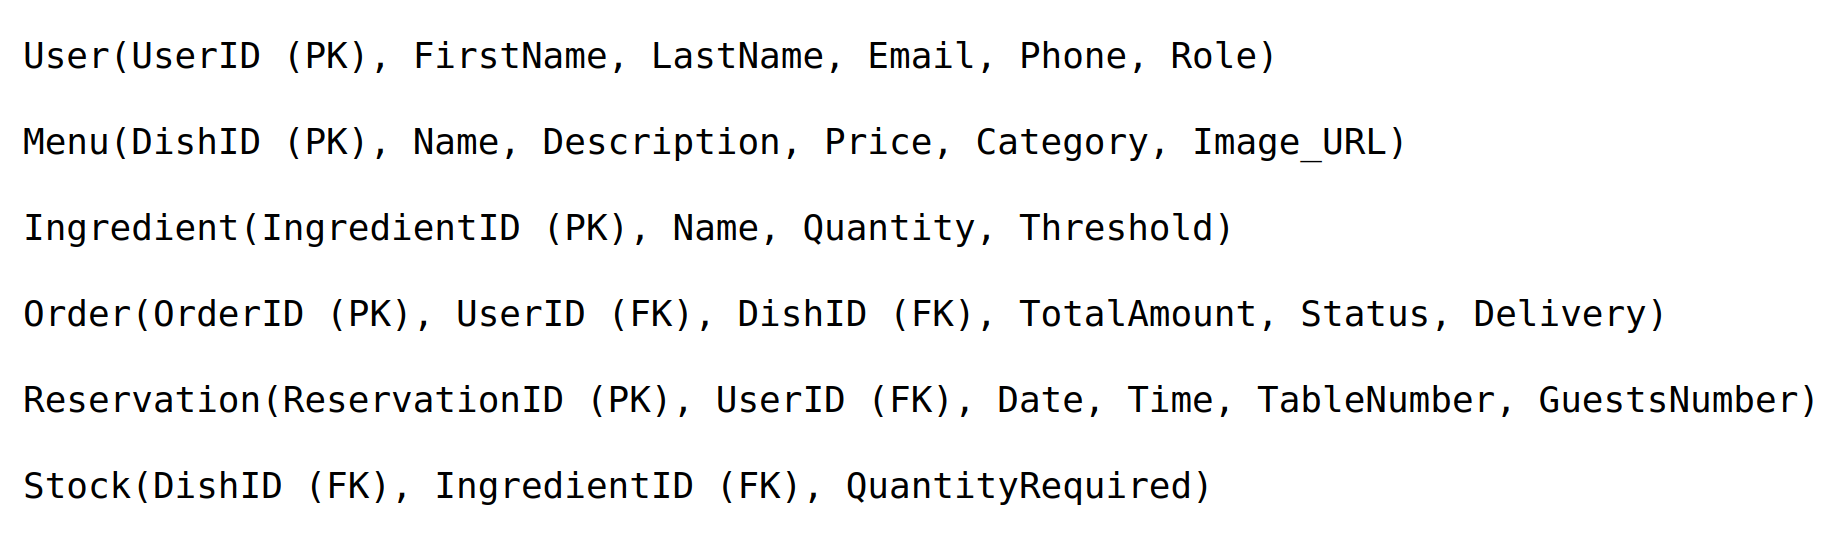 User(UserID (PK), FirstName, LastName, Email, Phone, Role)
Menu(DishID (PK), Name, Description, Price, Category, Image_URL)
Ingredient(IngredientID (PK), Name, Quantity, Threshold)
Order(OrderID (PK), UserID (FK), DishID (FK), TotalAmount, Status, Delivery)
Reservation(ReservationID (PK), UserID (FK), Date, Time, TableNumber, GuestsNumber)
Stock(DishID (FK), IngredientID (FK), QuantityRequired)